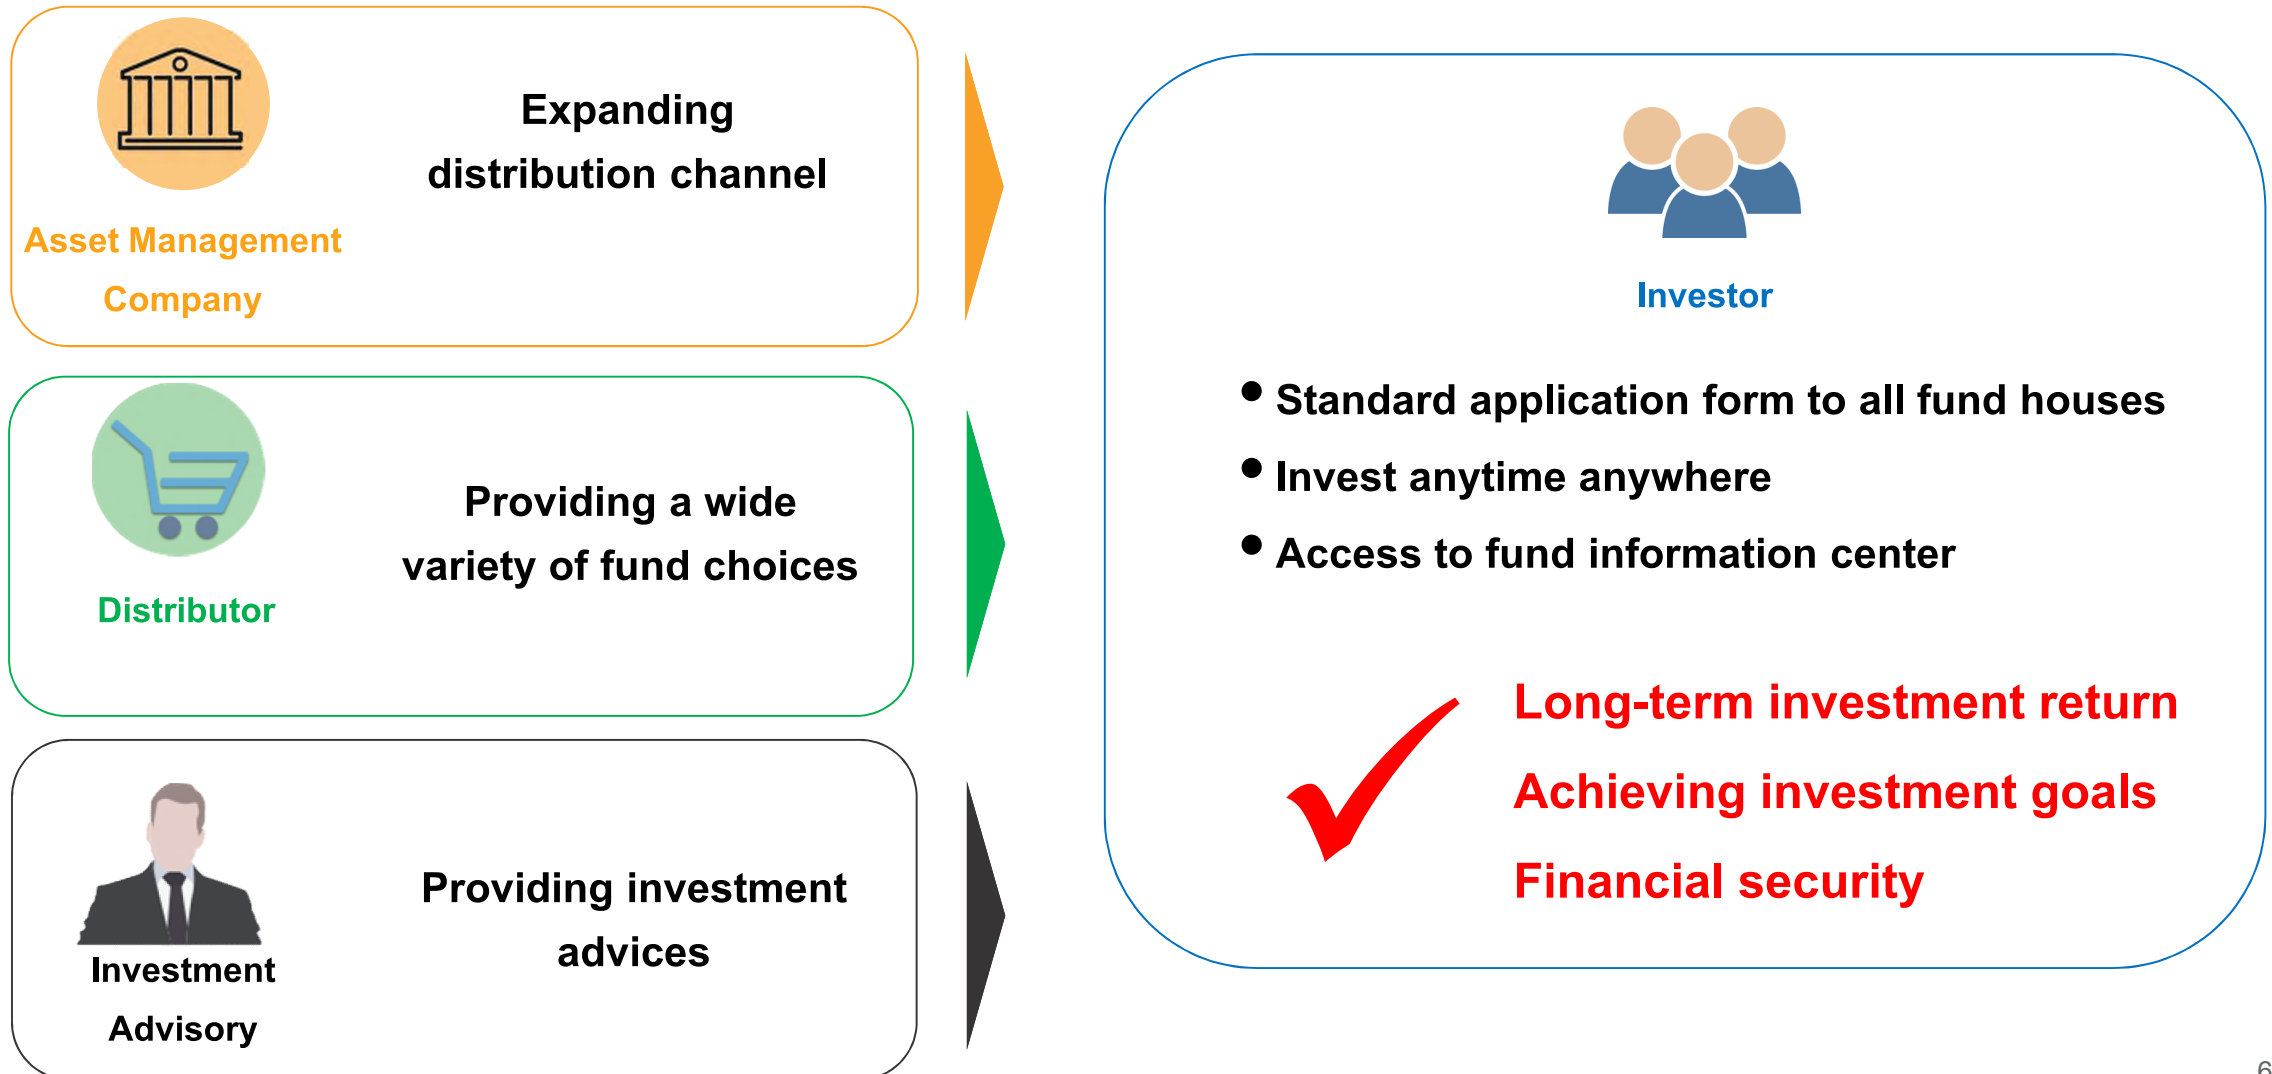 Expanding
distribution channel
Asset Management
Company
Providing a wide
variety of fund choices
Distributor
Providing investment
advices
Investment
Advisory
Investor
• Standard application form to all fund houses
• Invest anytime anywhere
• Access to fund information center
Long-term investment return
Achieving investment goals
Financial security
6